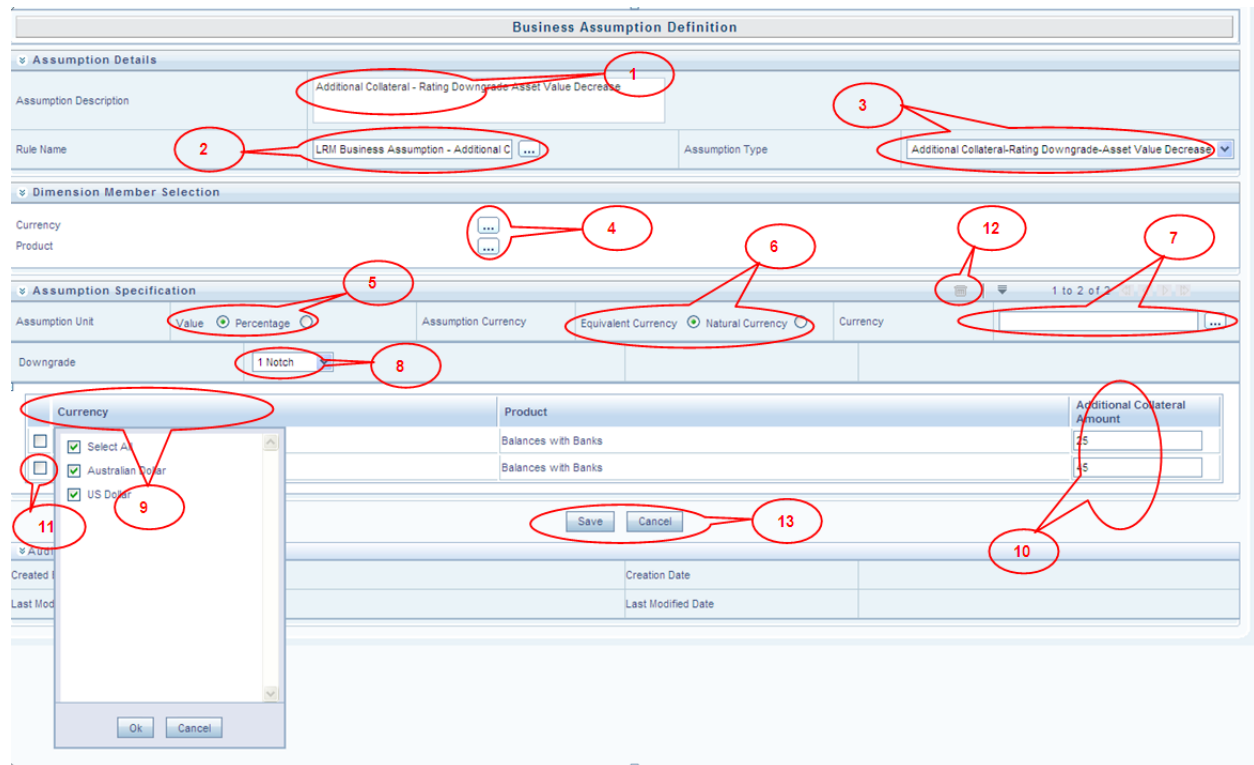 Business Assumption Definition
Assumption Details
1
Additional Collateral - Rating Downgrade-Asset Value Decrease
Assumption Description
3
2
Rule Name
LRM Business Assumption - Additional C
...
Assumption Type
Additional Collateral-Rating Downgrade-Asset Value Decrease
Dimension Member Selection
Currency
...
4
12
7
Product
...
6
5
Assumption Specification
1 to 2 of 2
Assumption Unit
Value
Percentage
Assumption Currency
Equivalent Currency
Natural Currency
Currency
...
Downgrade
1 Notch
8
Currency
Product
Additional Collateral
Amount
Select All
Balances with Banks
25
Australian Dollar
Balances with Banks
45
US Dollar
9
11
Save
Cancel
13
10
Audi
Created
Creation Date
Last Mod
Last Modified Date
Ok
Cancel